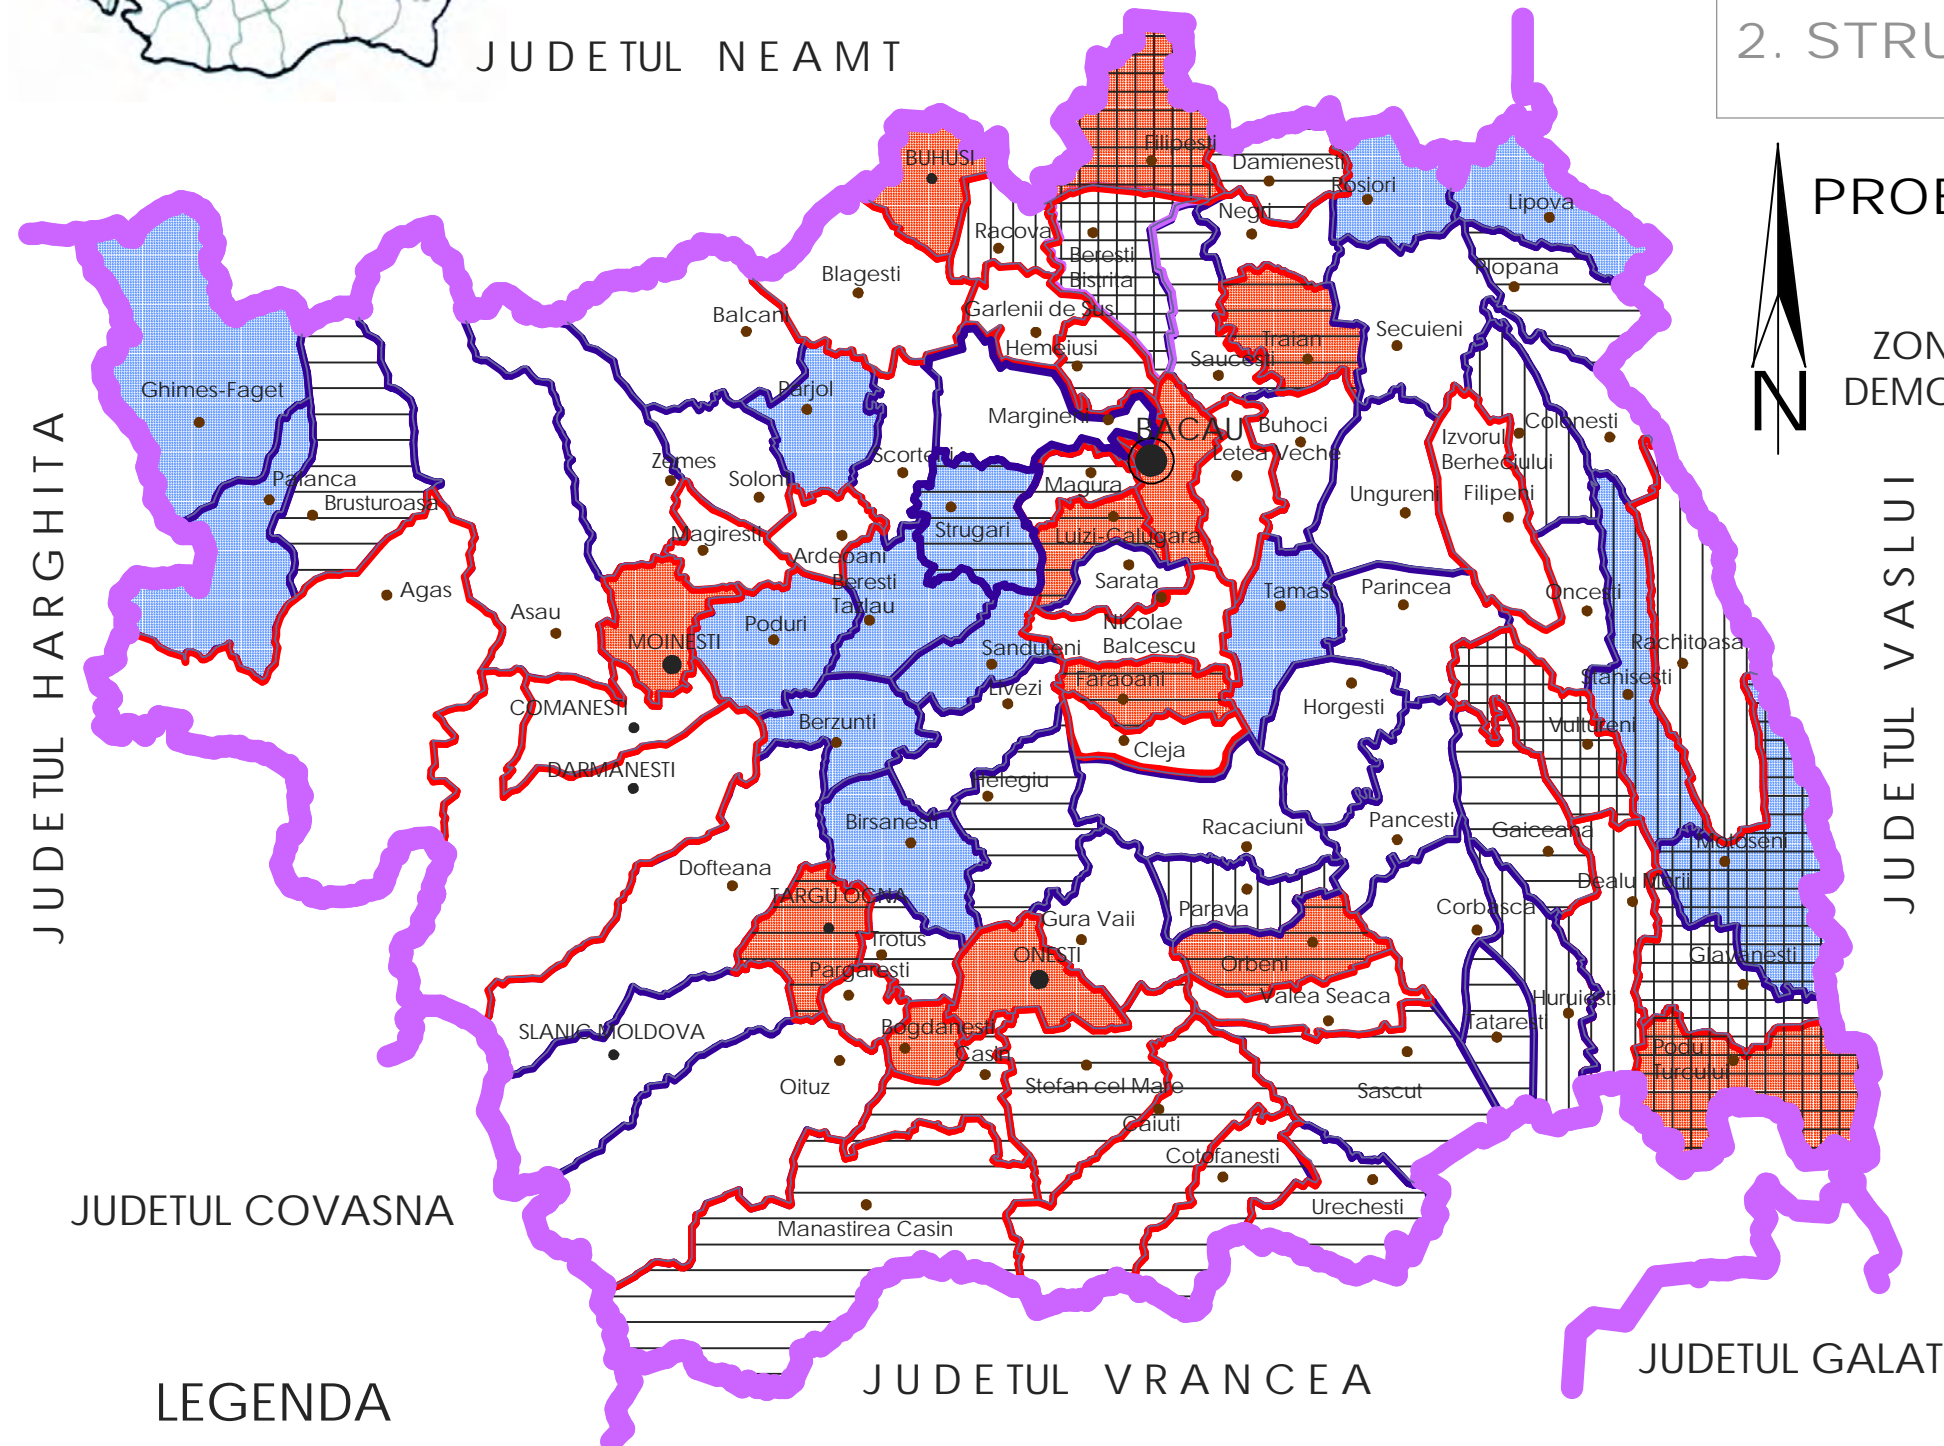 2. STRU
JUDETUL NEAMT
PROB
ZON
DEMO
N
JUDETUL HARGHITA
JUDETUL VASLUI
Filibesti
BUHUSI
Damienesti
Rosiori
Lipova
Negri
Racova
Beresti
Bistrita
Plopana
Blagesti
Garlenii de Sus
Balcani
Secuieni
Traian
Hemeiusi
Saucesti
Ghimes-Faget
Parjol
Margineni
BACAU
Buhoci
Colonesti
Izvorul
Berheciului
Letea Veche
Scorteni
Zemes
Solont
Palanca
Brusturoasa
Magura
Ungureni
Filipeni
Magiresti
Strugari
Luizi-Calugara
Ardeoani
Agas
Beresti
Tazlau
Sarata
Tamas
Parincea
Oncesti
Asau
Poduri
MOINESTI
Nicolae
Balcescu
Sanduleni
Rachitoasa
Faraoani
Livezi
Stanisesti
COMANESTI
Berzunti
Horgesti
Vultureni
Cleja
DARMANESTI
Helegiu
Birsanesti
Racaciuni
Pancesti
Gaiceana
Motoseni
Dofteana
TARGU OCNA
Dealu Morii
Parava
Corbasca
Gura Vaii
Trotus
ONESTI
Glavanesti
Pargaresti
Orbeni
Valea Seaca
Huruiesti
SLANIC MOLDOVA
Bogdanesti
Tataresti
Casin
Podu
Turcului
Oituz
Stefan cel Mare
Sascut
Caiuti
Cotofanesti
Urechesti
Manastirea Casin
JUDETUL COVASNA
JUDETUL VRANCEA
JUDETUL GALAT
LEGENDA